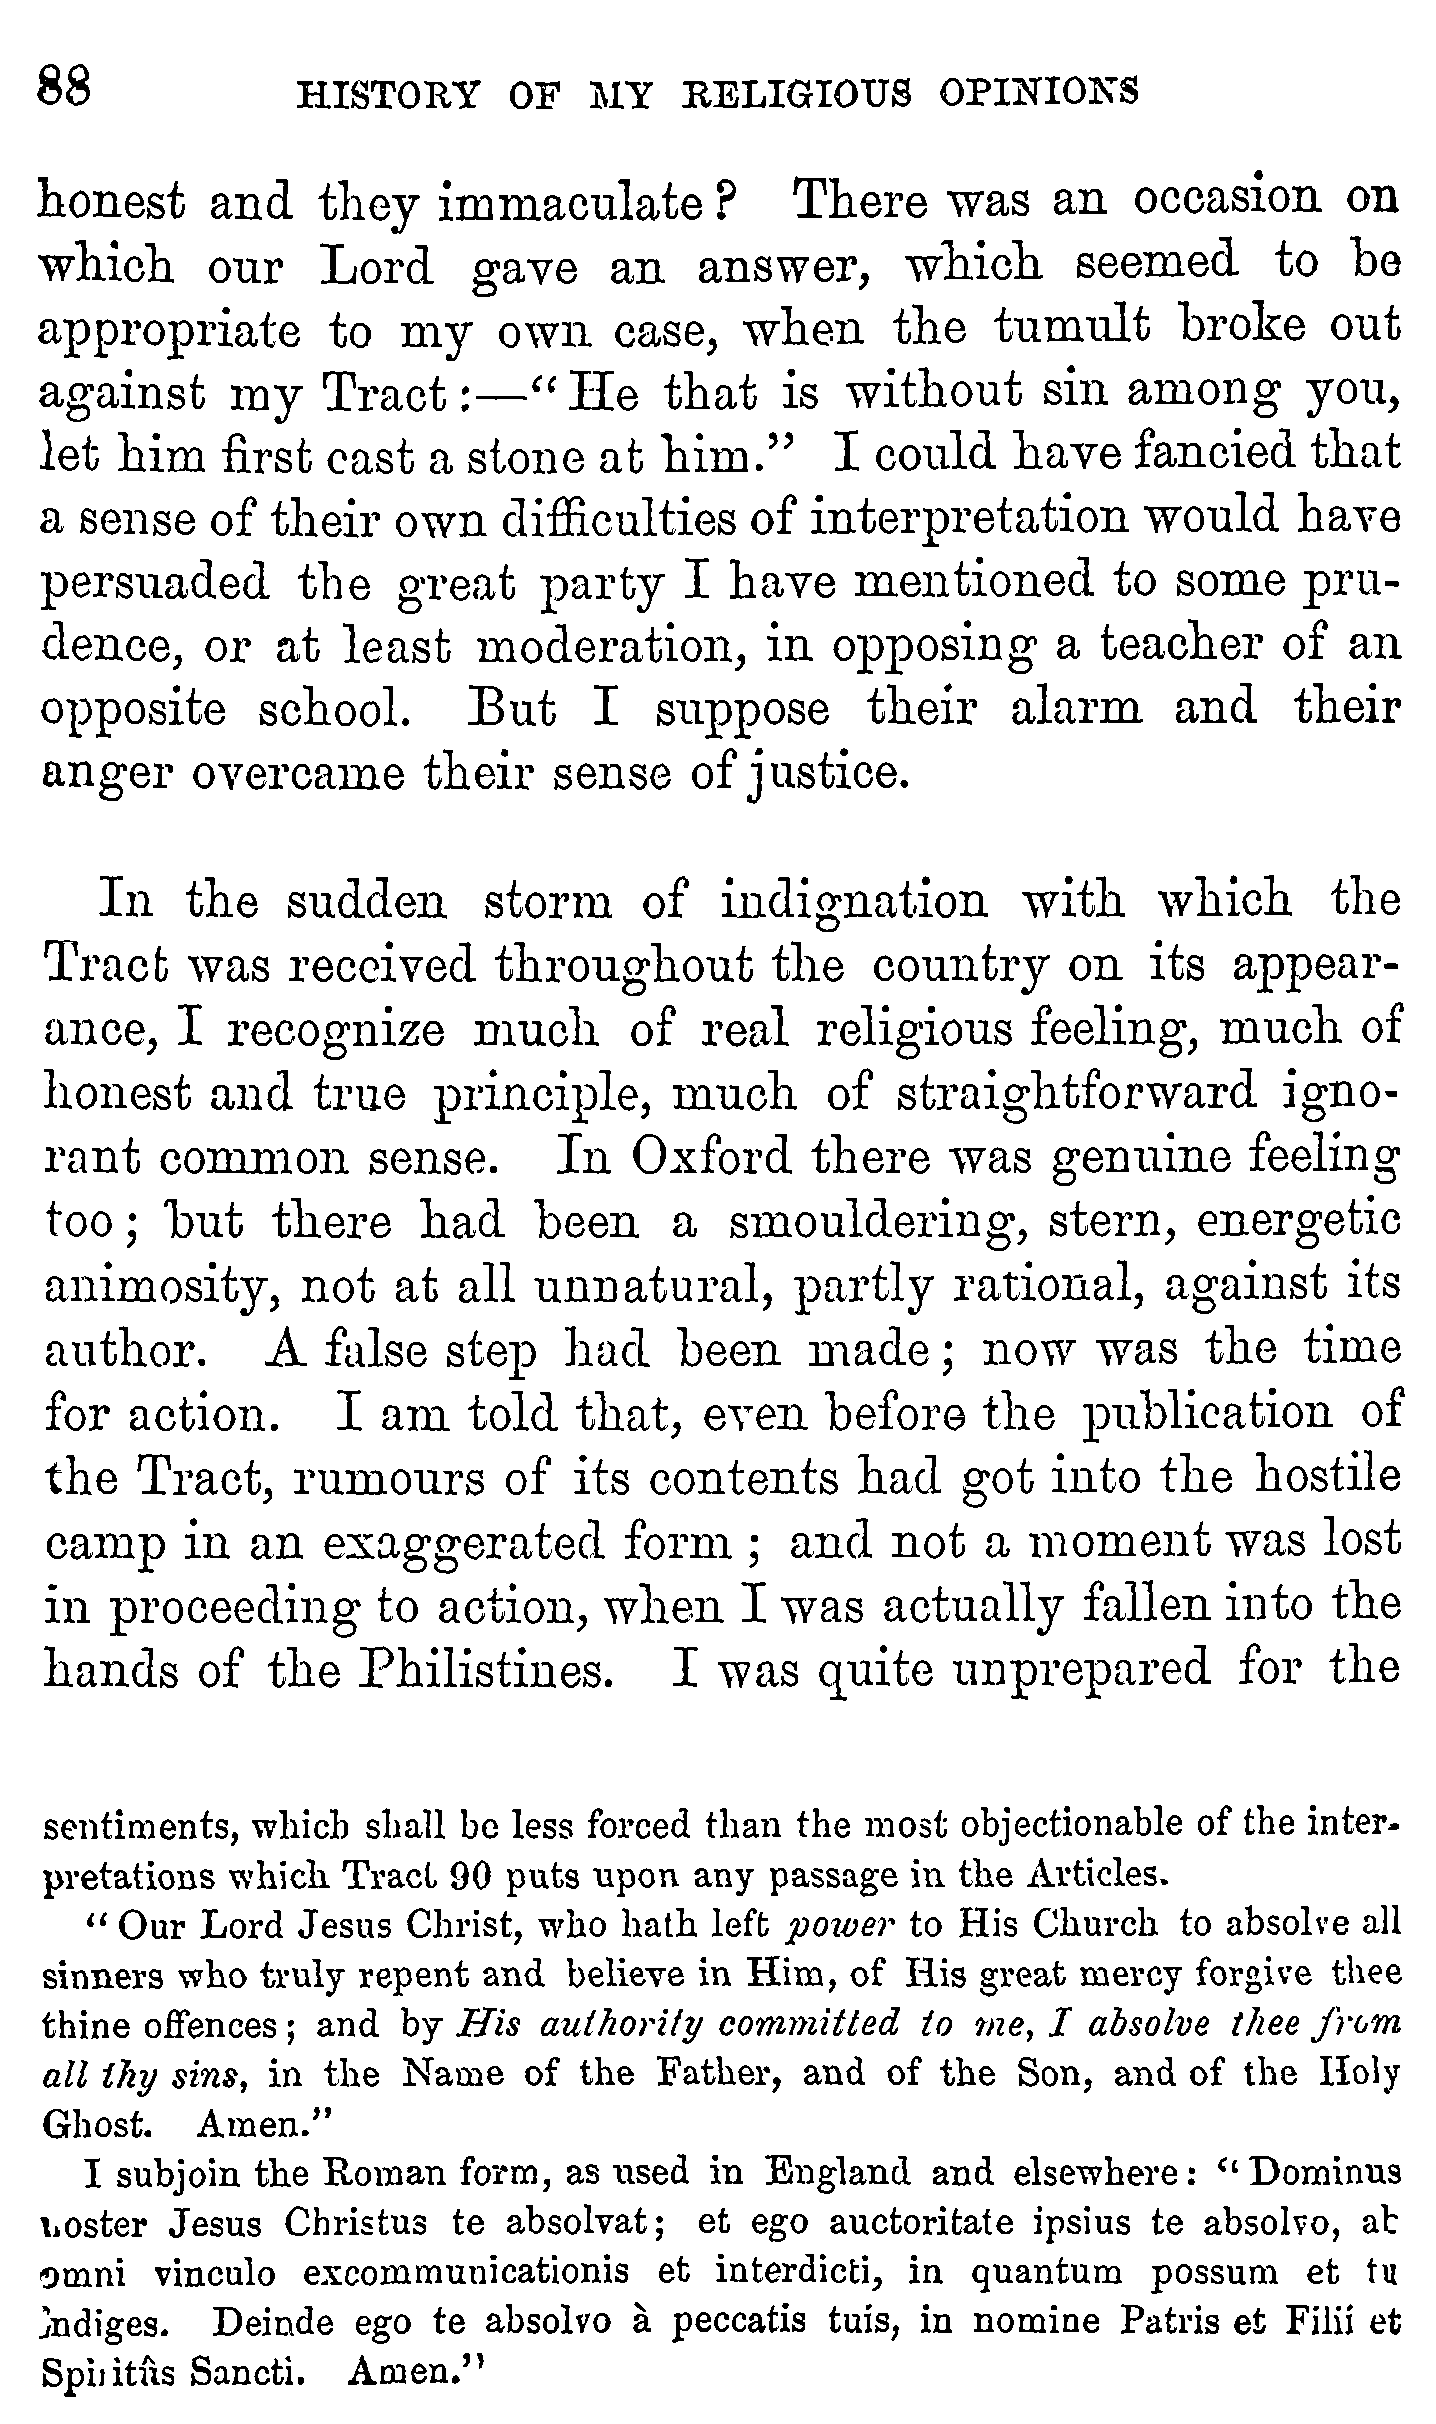 88 HISTORY OF MY RELIGIOUS OPINIONS
honest and they immaculate? There was an occasion on
which our Lord gave an answer, which seemed to be
appropriate to my own case, when the tumult broke out
against my Tract:—“He that is without sin among you,
let him first cast a stone at him.” I could have fancied that
a sense of their own difficulties of interpretation would have
persuaded the great party I have mentioned to some pru-
dence, or at least moderation, in opposing a teacher of an
opposite school. But I suppose their alarm and their
anger overcame their sense of justice.
In the sudden storm of indignation with which the
Tract was received throughout the country on its appear-
ance, I recognize much of real religious feeling, much of
honest and true principle, much of straightforward igno-
rant common sense. In Oxford there was genuine feeling
too; but there had been a smouldering, stern, energetic
animosity, not at all unnatural, partly rational, against its
author. A false step had been made; now was the time
for action. I am told that, even before the publication of
the Tract, rumours of its contents had got into the hostile
camp in an exaggerated form; and not a moment was lost
in proceeding to action, when I was actually fallen into the
hands of the Philistines. I was quite unprepared for the
sentiments, which shall be less forced than the most objectionable of the inter-
pretations which Tract 90 puts upon any passage in the Articles.
“Our Lord Jesus Christ, who hath left power to His Church to absolve all
sinners who truly repent and believe in Him, of His great mercy forgive thee
thine offences; and by His authority committed to me, I absolve thee from
all thy sins, in the Name of the Father, and of the Son, and of the Holy
Ghost. Amen.”
I subjoin the Roman form, as used in England and elsewhere: “Dominus
noster Jesus Christus te absolvat; et ego auctoritate ipsius te absolvo, ab
omni vinculo excommunicationis et interdicti, in quantum possum et tu
indiges. Deinde ego te absolvo à peccatis tuis, in nomine Patris et Filii et
Spiritûs Sancti. Amen.”